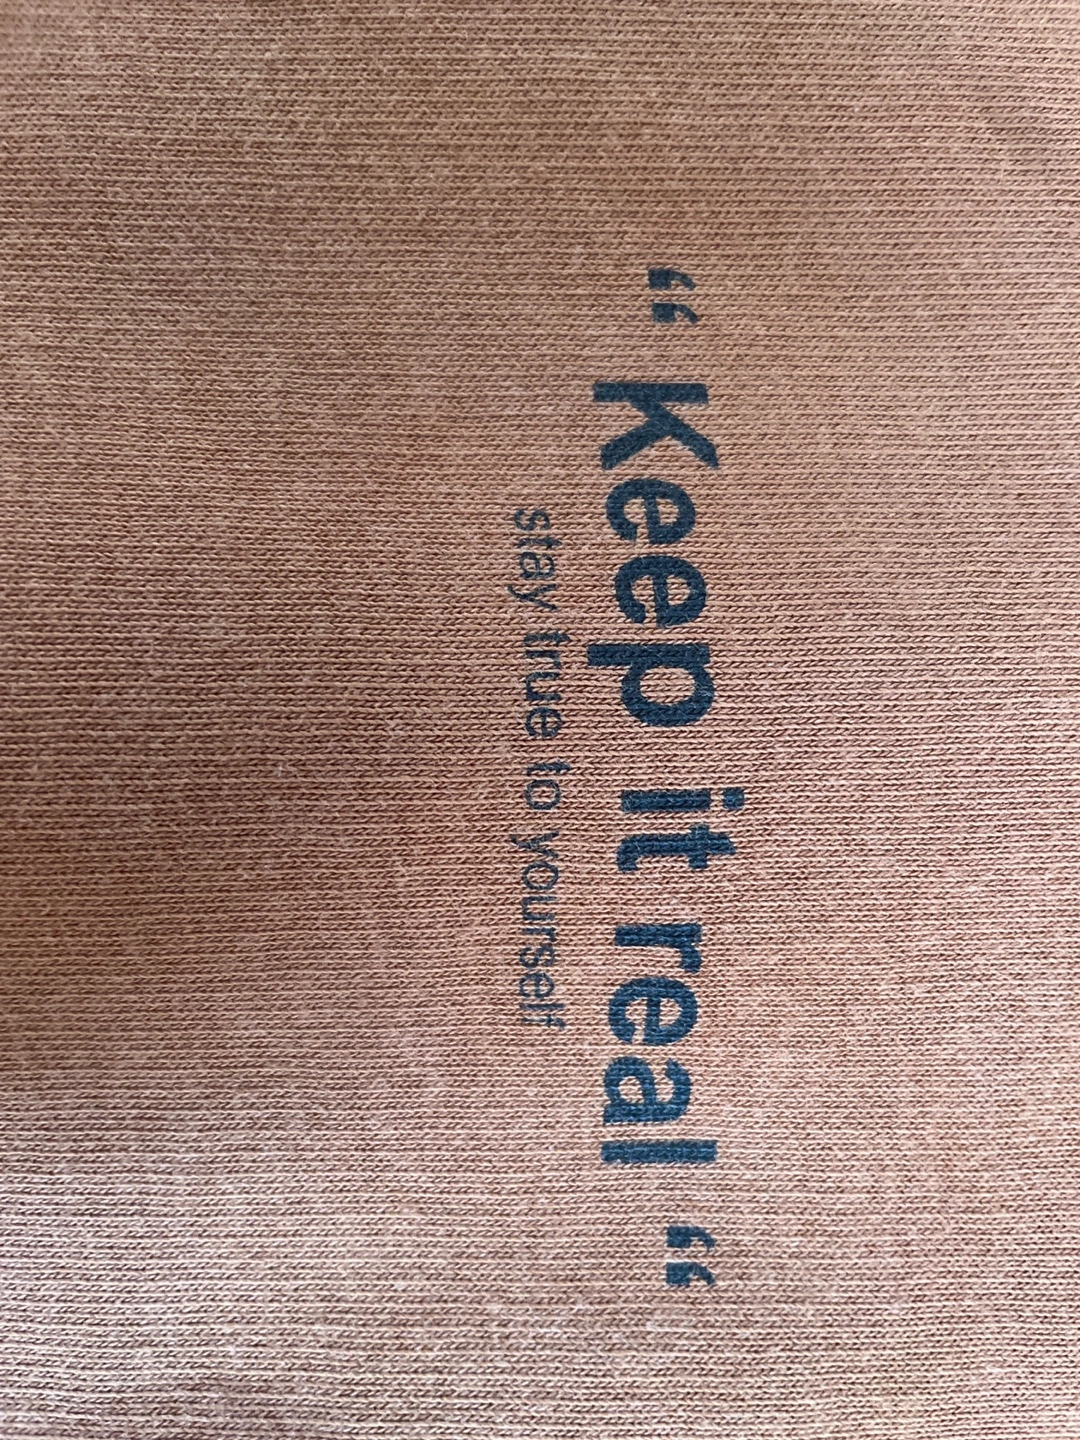 “ Keep it real “
stay true to yourself